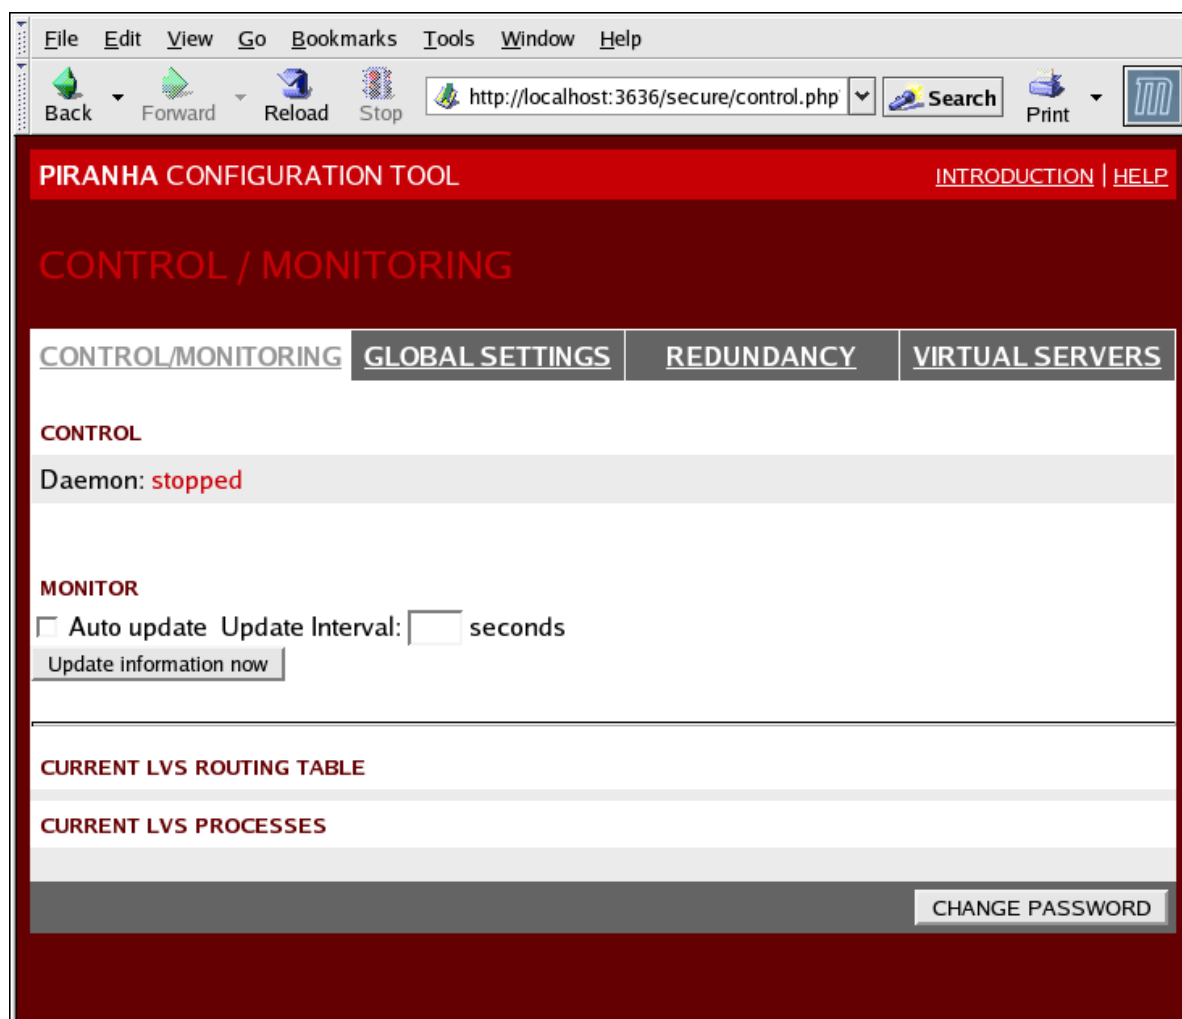 File Edit View Go Bookmarks Tools Window Help
Back Forward Reload Stop http://localhost:3636/secure/control.php Search Print
PIRANHA CONFIGURATION TOOL INTRODUCTION | HELP
CONTROL / MONITORING
CONTROL/MONITORING GLOBAL SETTINGS REDUNDANCY VIRTUAL SERVERS
CONTROL
Daemon: stopped
MONITOR
Auto update Update Interval: seconds
Update information now
CURRENT LVS ROUTING TABLE
CURRENT LVS PROCESSES
CHANGE PASSWORD